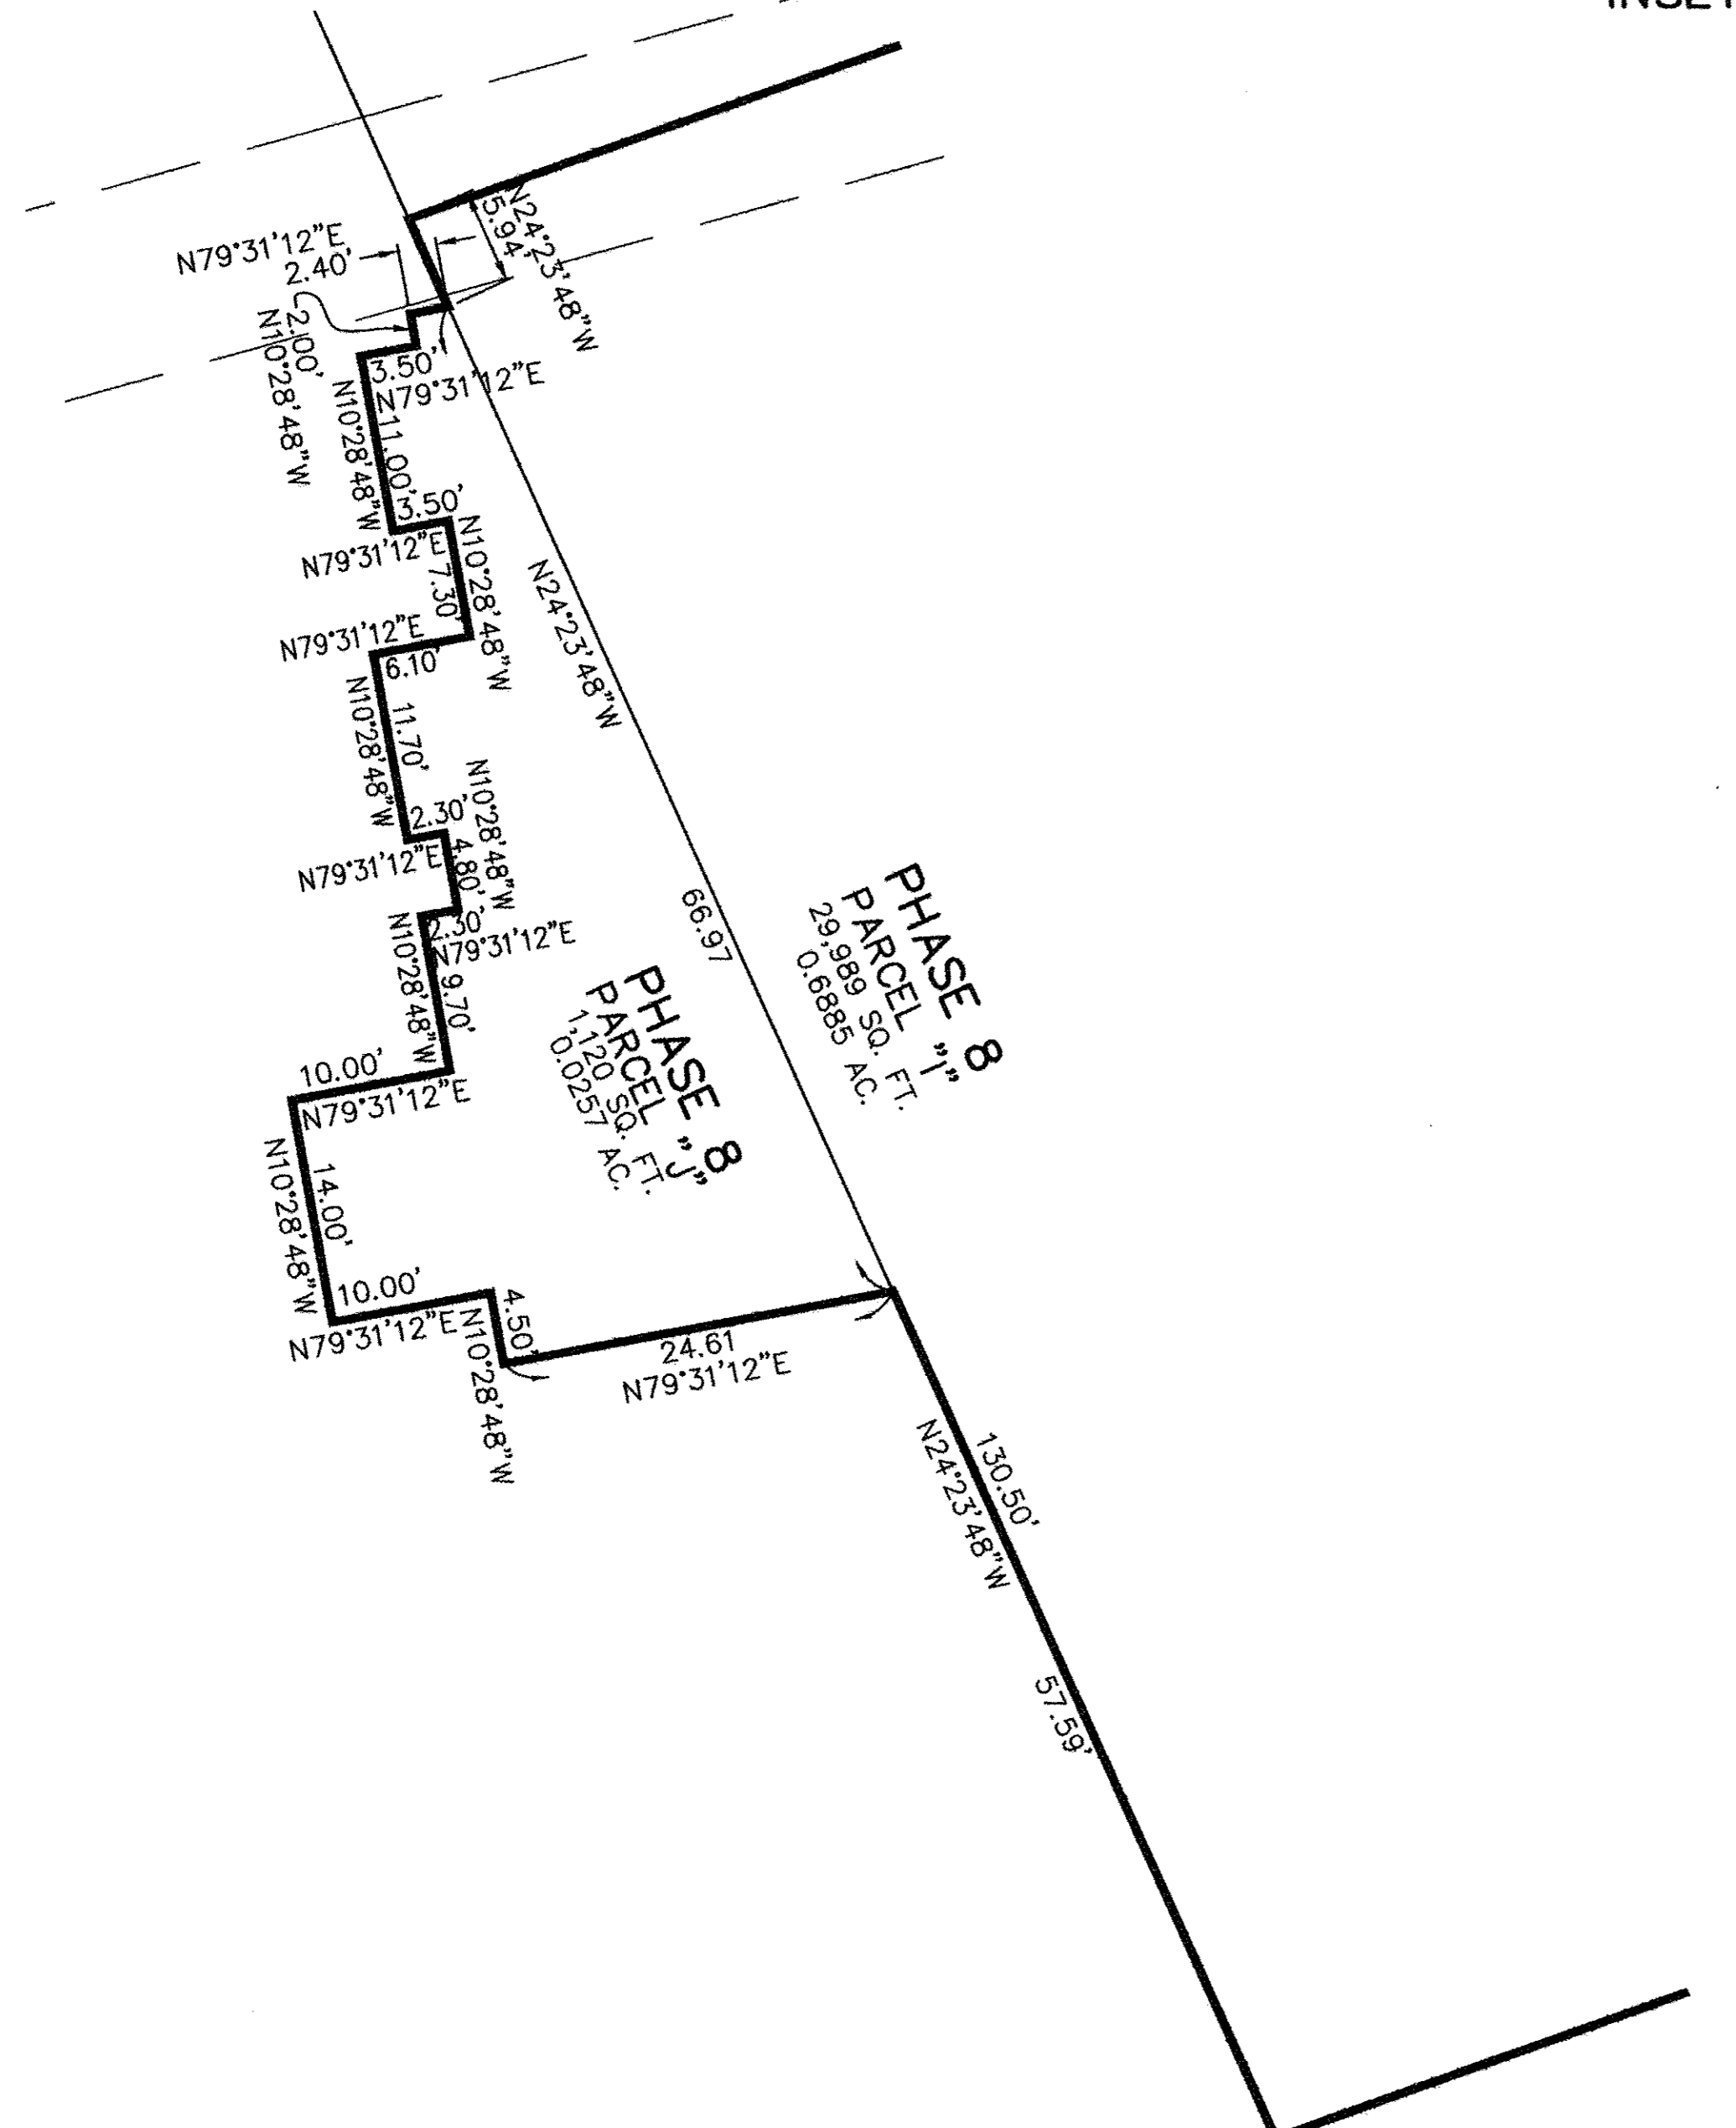 N24°23'48"W
5.94'
N79°31'12"E
2.40'
2.00'
N10°28'48"W
3.50'
N79°31'12"E
11.00'
N10°28'48"W
3.50'
N79°31'12"E
N10°28'48"W
7.30'
N79°31'12"E
6.10'
11.70'
N10°28'48"W
N24°23'48"W
66.97
2.30'
N79°31'12"E
N10°28'48"W
4.80'
2.30'
N79°31'12"E
9.70'
N10°28'48"W
PHASE 8
PARCEL "I"
29,989 SQ. FT.
0.6885 AC.
PHASE 8
PARCEL "J"
1,120 SQ. FT.
0.0257 AC.
10.00'
N79°31'12"E
14.00'
N10°28'48"W
10.00'
N79°31'12"E
4.50'
N10°28'48"W
24.61
N79°31'12"E
130.50'
N24°23'48"W
57.59'